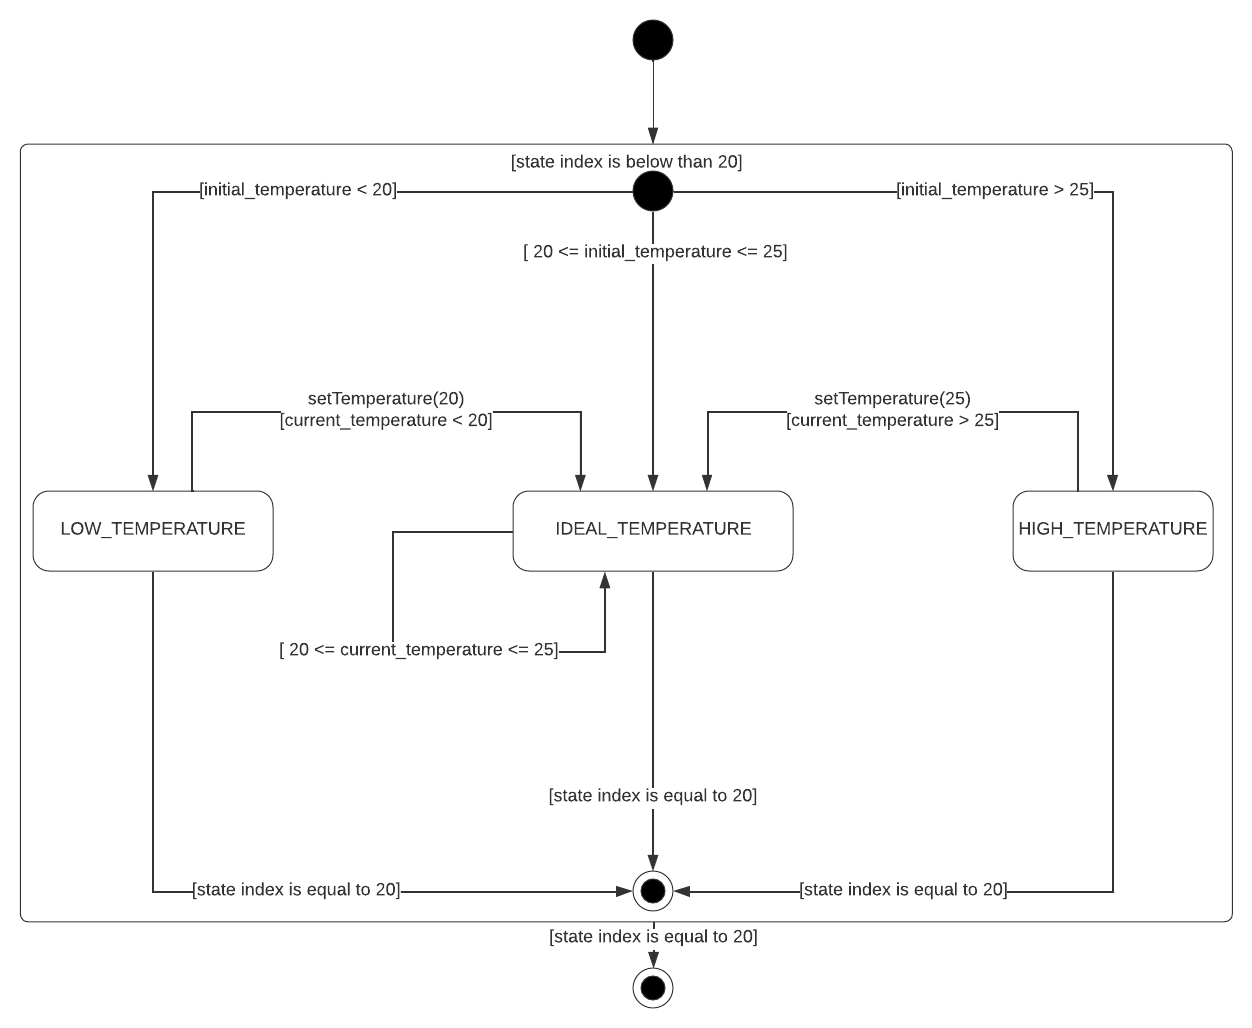 [state index is below than 20]
[initial_temperature < 20]
[initial_temperature > 25]
[ 20 <= initial_temperature <= 25]
setTemperature(20)
[current_temperature < 20]
setTemperature(25)
[current_temperature > 25]
LOW_TEMPERATURE
IDEAL_TEMPERATURE
HIGH_TEMPERATURE
[ 20 <= current_temperature <= 25]
[state index is equal to 20]
[state index is equal to 20]
[state index is equal to 20]
[state index is equal to 20]